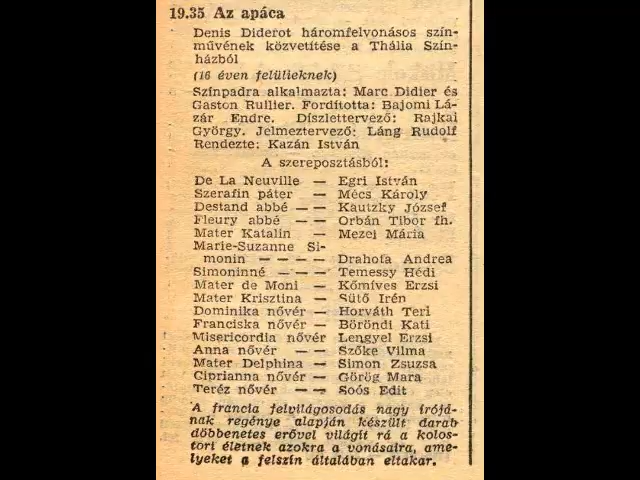 19.35 Az apáca
Denis Diderot háromfelvonásos szín-
művének közvetítése a Thália Szín-
házból
(16 éven felülieknek)
Színpadra alkalmazta: Marc Didier és
Gaston Rullier. Fordította: Bajomi Lá-
zár Endre. Díszlettervező: Rajkai
György. Jelmeztervező: Láng Rudolf
Rendezte: Kazán István
A szereposztásból:
De La Neuville — Egri István
Szerafin páter — Mécs Károly
Destand abbé — — Kautzky József
Fleury abbé — — Orbán Tibor fh.
Mater Katalin — Mezei Mária
Marie-Suzanne Si-
monin — — — — Drahota Andrea
Simoninné — — — Temessy Hédi
Mater de Moni — Kőmíves Erzsi
Mater Krisztina — Sütő Irén
Dominika nővér — Horváth Teri
Franciska nővér — Böröndi Kati
Misericordia nővér Lengyel Erzsi
Anna nővér — — Szőke Vilma
Mater Delphina — Simon Zsuzsa
Ciprianna nővér — Görög Mara
Teréz nővér — — Soós Edit
A francia felvilágosodás nagy írójá-
nak regénye alapján készült darab
döbbenetes erővel világít rá a kolos-
tori életnek azokra a vonásaira, ame-
lyeket a felszín általában eltakar.